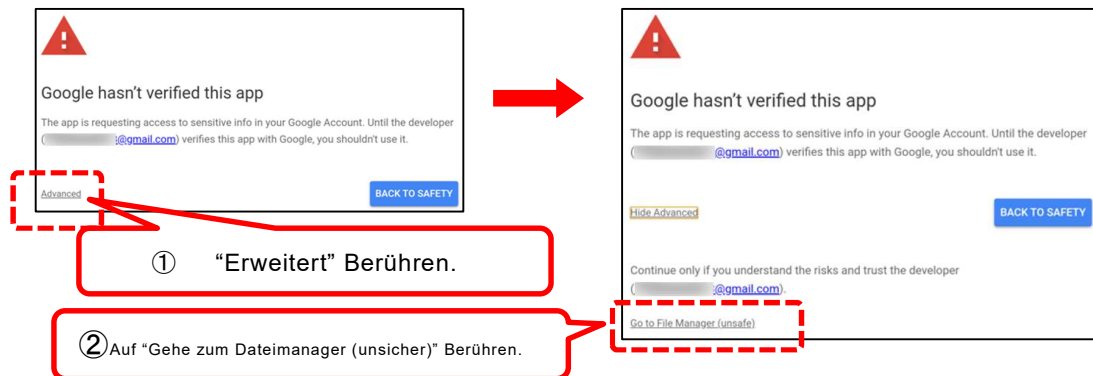 Google hasn't verified this app
The app is requesting access to sensitive info in your Google Account. Until the developer
( @gmail.com) verifies this app with Google, you shouldn't use it.
Advanced
BACK TO SAFETY
① “Erweitert” Berühren.
② Auf “Gehe zum Dateimanager (unsicher)” Berühren.
Google hasn't verified this app
The app is requesting access to sensitive info in your Google Account. Until the developer
( @gmail.com) verifies this app with Google, you shouldn't use it.
Hide Advanced
BACK TO SAFETY
Continue only if you understand the risks and trust the developer
( @gmail.com).
Go to File Manager (unsafe)